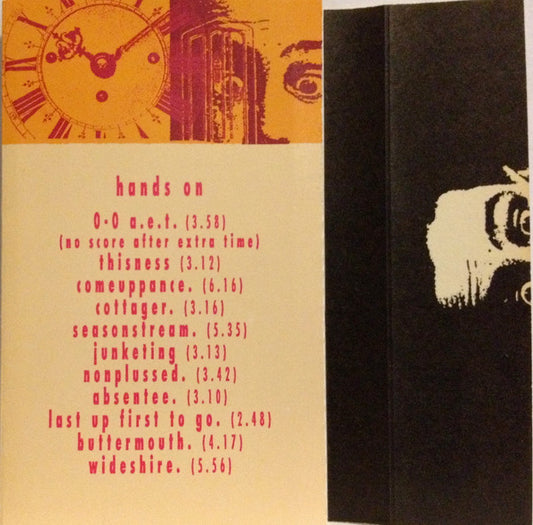 hands on
0-0 a.e.t. (3.58)
(no score after extra time)
thisness (3.12)
comeuppance. (6.16)
cottager. (3.16)
seasonstream. (5.35)
junketing (3.13)
nonplussed. (3.42)
absentee. (3.10)
last up first to go. (2.48)
buttermouth. (4.17)
wideshire. (5.56)